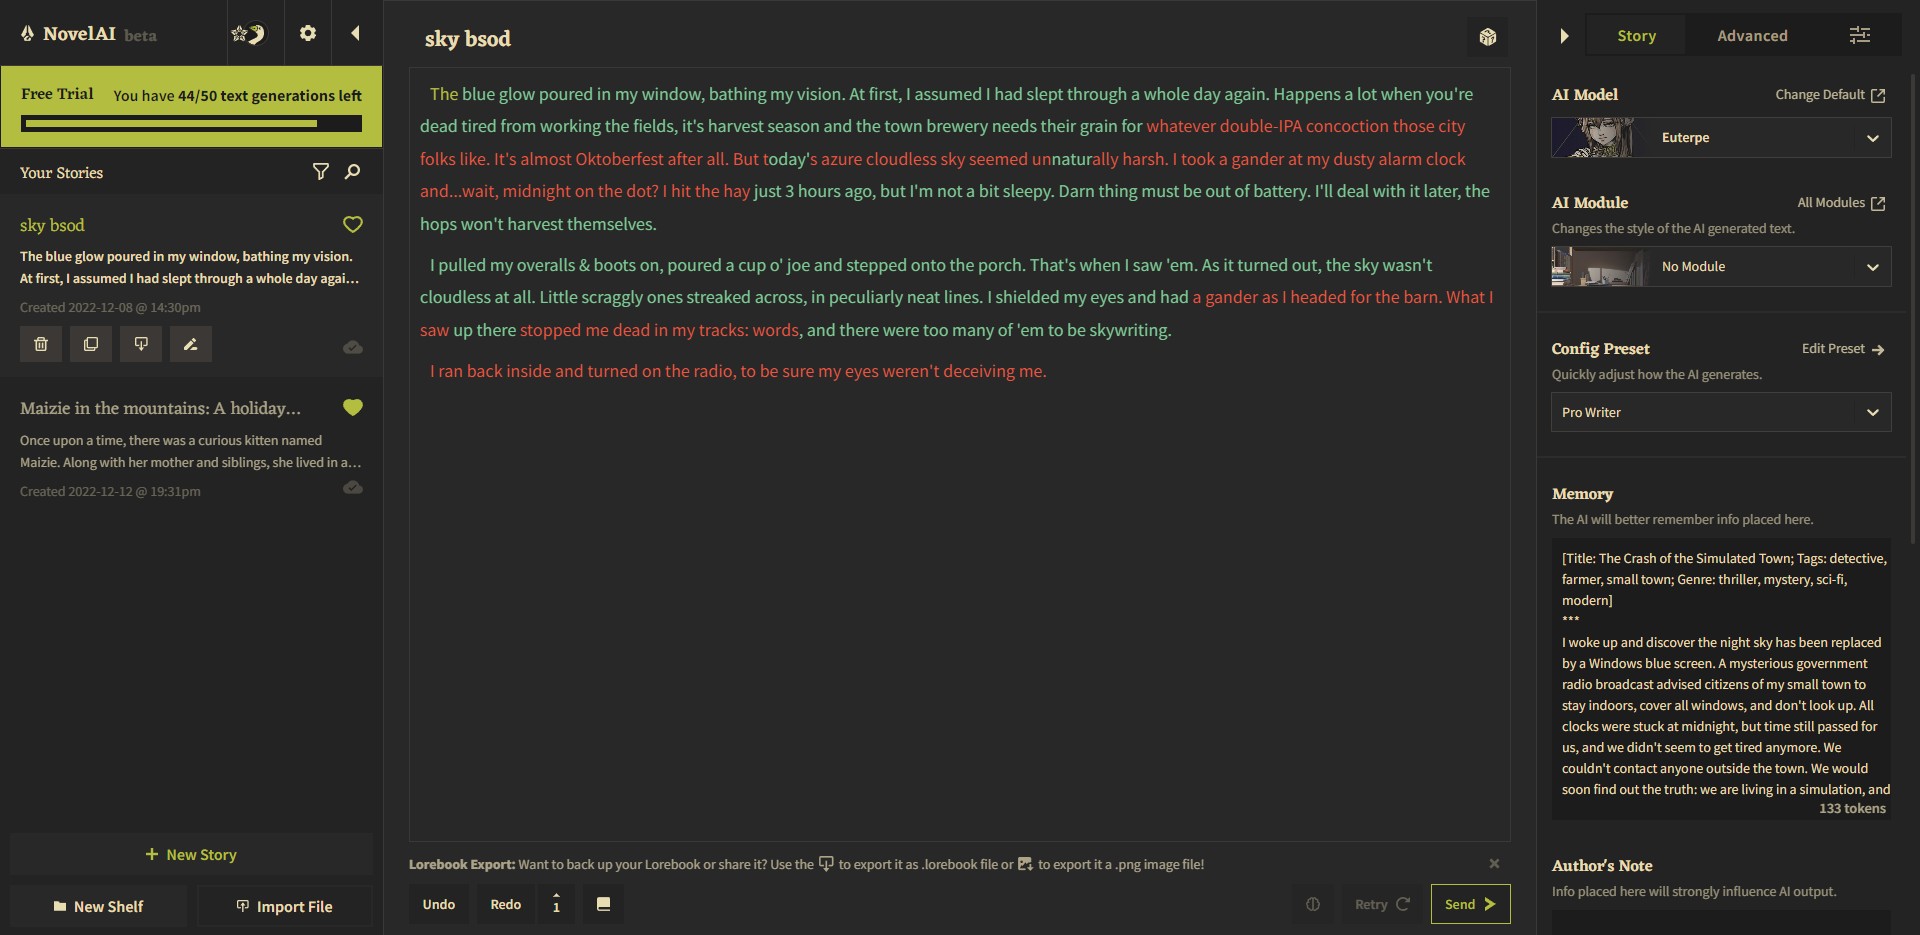 NovelAI beta
Free Trial You have 44/50 text generations left
Your Stories
sky bsod
The blue glow poured in my window, bathing my vision.
At first, I assumed I had slept through a whole day agai...
Created 2022-12-08 @ 14:30pm
Maizie in the mountains: A holiday...
Once upon a time, there was a curious kitten named
Maizie. Along with her mother and siblings, she lived in a...
Created 2022-12-12 @ 19:31pm
New Story
New Shelf
Import File
sky bsod
The blue glow poured in my window, bathing my vision. At first, I assumed I had slept through a whole day again. Happens a lot when you're
dead tired from working the fields, it's harvest season and the town brewery needs their grain for whatever double-IPA concoction those city
folks like. It's almost Oktoberfest after all. But today's azure cloudless sky seemed unnaturally harsh. I took a gander at my dusty alarm clock
and...wait, midnight on the dot? I hit the hay just 3 hours ago, but I'm not a bit sleepy. Darn thing must be out of battery. I'll deal with it later, the
hops won't harvest themselves.
I pulled my overalls & boots on, poured a cup o' joe and stepped onto the porch. That's when I saw 'em. As it turned out, the sky wasn't
cloudless at all. Little scraggly ones streaked across, in peculiarly neat lines. I shielded my eyes and had a gander as I headed for the barn. What I
saw up there stopped me dead in my tracks: words, and there were too many of 'em to be skywriting.
I ran back inside and turned on the radio, to be sure my eyes weren't deceiving me.
Lorebook Export: Want to back up your Lorebook or share it? Use the to export it as .lorebook file or to export it a .png image file!
Undo
Redo
1
Retry
Send
Story
Advanced
AI Model
Change Default
Euterpe
AI Module
All Modules
Changes the style of the AI generated text.
No Module
Config Preset
Edit Preset
Quickly adjust how the AI generates.
Pro Writer
Memory
The AI will better remember info placed here.
[Title: The Crash of the Simulated Town; Tags: detective,
farmer, small town; Genre: thriller, mystery, sci-fi,
modern]
***
I woke up and discover the night sky has been replaced
by a Windows blue screen. A mysterious government
radio broadcast advised citizens of my small town to
stay indoors, cover all windows, and don't look up. All
clocks were stuck at midnight, but time still passed for
us, and we didn't seem to get tired anymore. We
couldn't contact anyone outside the town. We would
soon find out the truth: we are living in a simulation, and
133 tokens
Author's Note
Info placed here will strongly influence AI output.